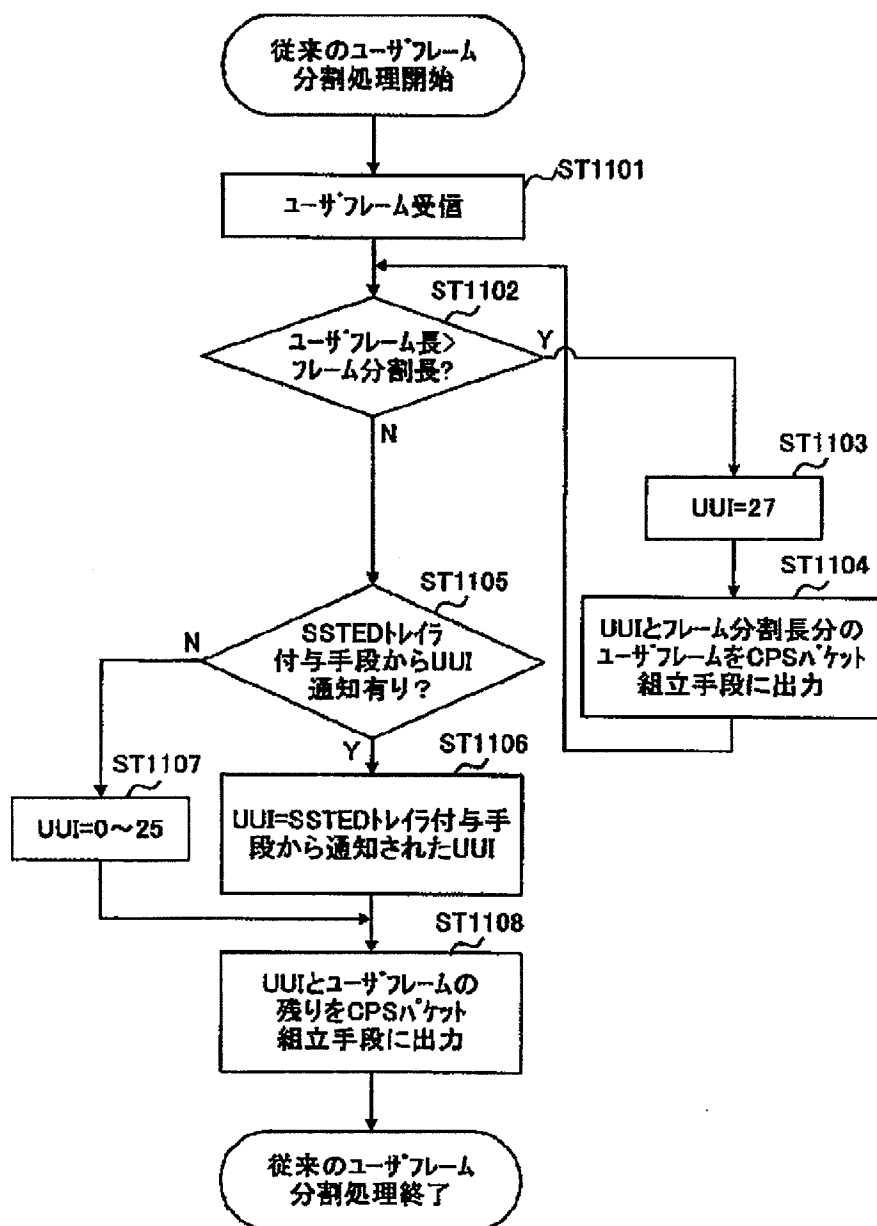 従来のﾕｰｻﾞﾌﾚｰﾑ
分割処理開始
ST1101
ﾕｰｻﾞﾌﾚｰﾑ受信
ST1102
ﾕｰｻﾞﾌﾚｰﾑ長>
ﾌﾚｰﾑ分割長?
Y
N
ST1103
UUI=27
ST1104
UUIとﾌﾚｰﾑ分割長分の
ﾕｰｻﾞﾌﾚｰﾑをCPSﾊﾟｹｯﾄ
組立手段に出力
ST1105
SSTEDﾄﾚｲﾗ
付与手段からUUI
通知有り?
N
Y
ST1106
UUI=SSTEDﾄﾚｲﾗ付与手
段から通知されたUUI
ST1107
UUI=0～25
ST1108
UUIとﾕｰｻﾞﾌﾚｰﾑの
残りをCPSﾊﾟｹｯﾄ
組立手段に出力
従来のﾕｰｻﾞﾌﾚｰﾑ
分割処理終了